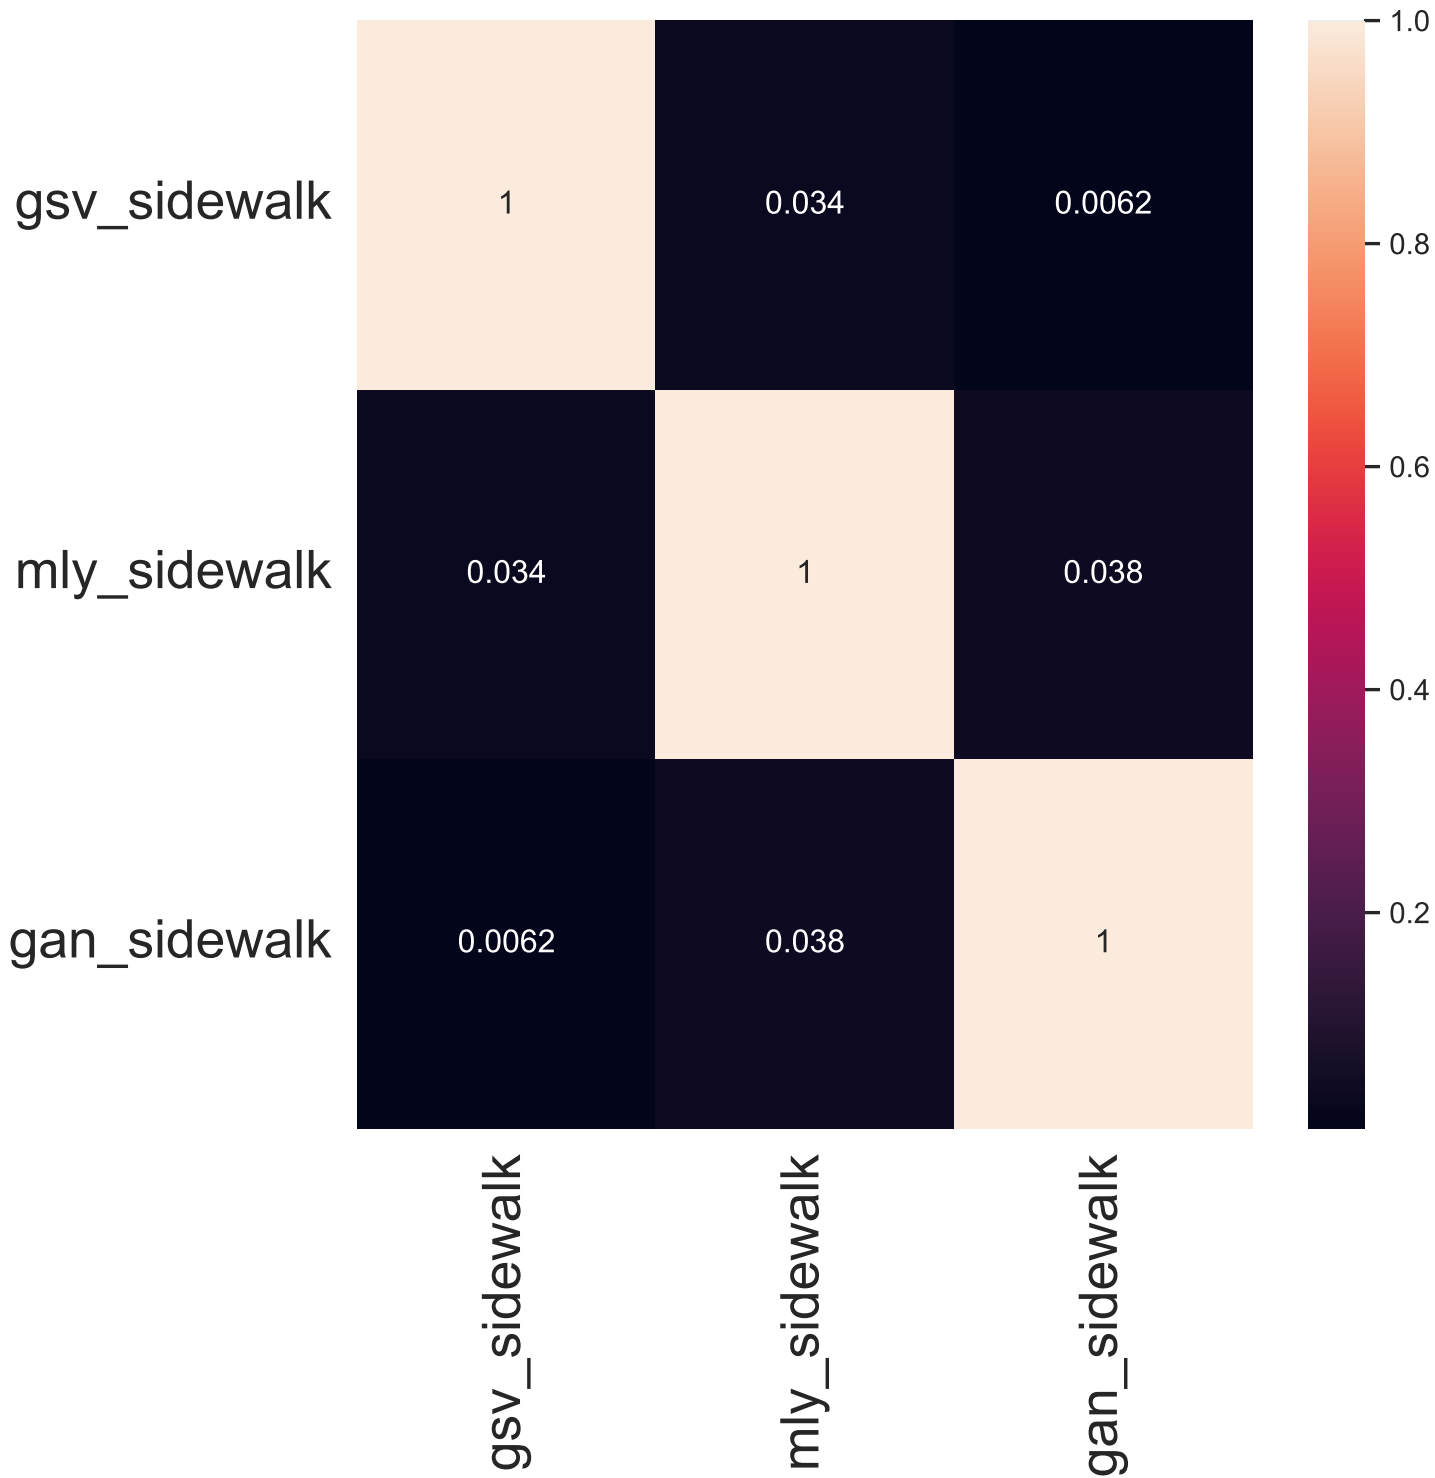 gsv_sidewalk 1 0.034 0.0062
mly_sidewalk 0.034 1 0.038
gan_sidewalk 0.0062 0.038 1
gsv_sidewalk
mly_sidewalk
gan_sidewalk
1.0
0.8
0.6
0.4
0.2